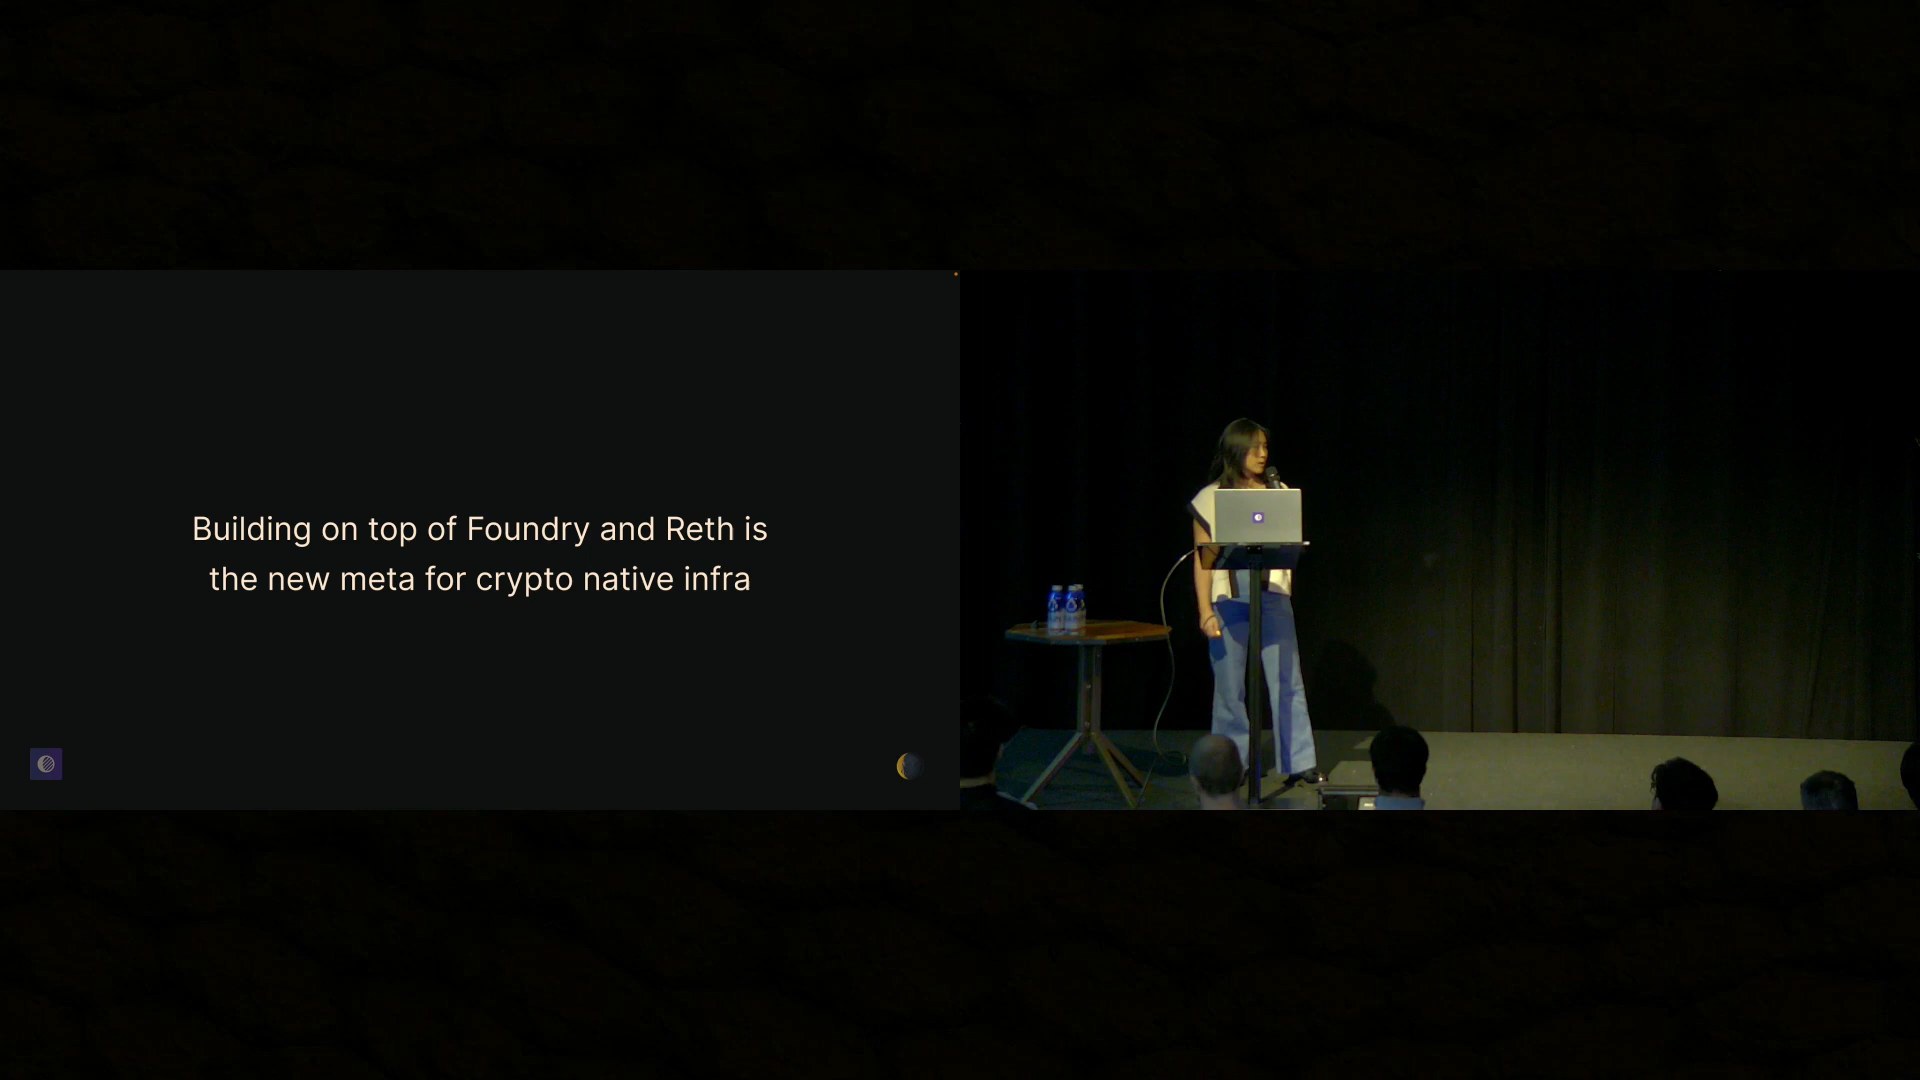 Building on top of Foundry and Reth is
the new meta for crypto native infra